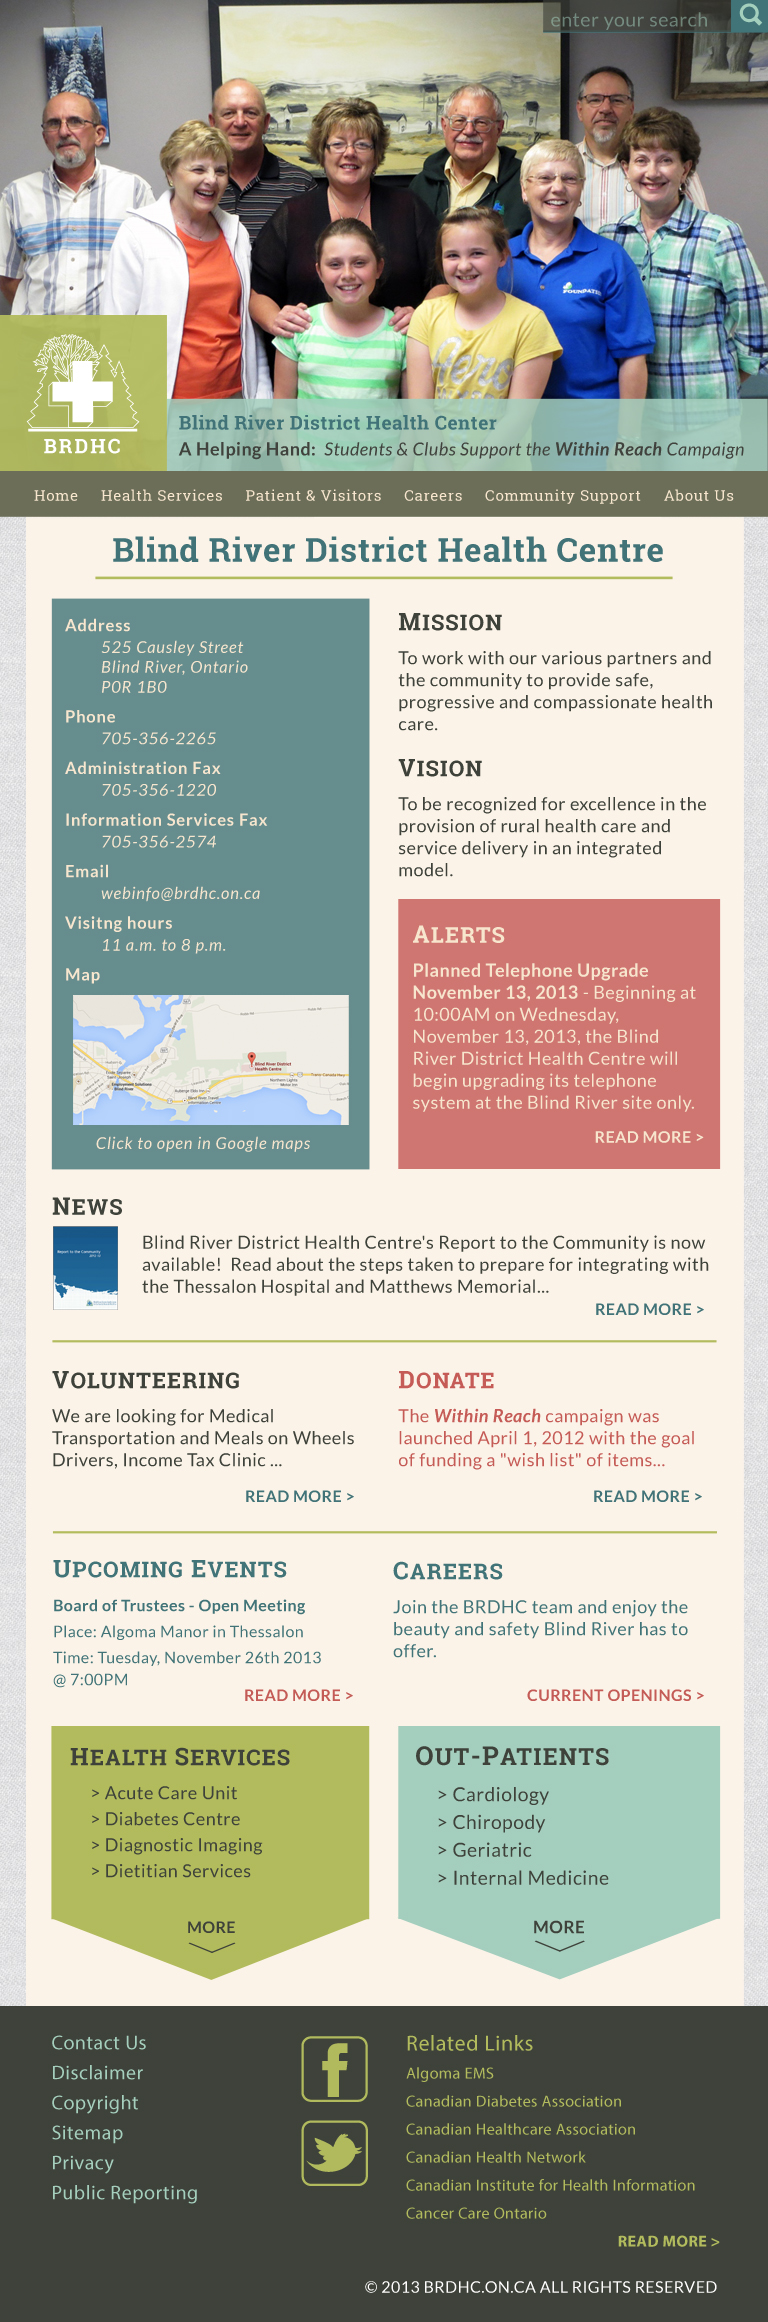 enter your search
FOUNDATI
BRDHC
Blind River District Health Center
A Helping Hand: Students & Clubs Support the Within Reach Campaign
Home Health Services Patient & Visitors Careers Community Support About Us
Blind River District Health Centre
Address
525 Causley Street
Blind River, Ontario
P0R 1B0
Phone
705-356-2265
Administration Fax
705-356-1220
Information Services Fax
705-356-2574
Email
webinfo@brdhc.on.ca
Visitng hours
11 a.m. to 8 p.m.
Map
Blind River District
Health Centre
Click to open in Google maps
MISSION
To work with our various partners and
the community to provide safe,
progressive and compassionate health
care.
VISION
To be recognized for excellence in the
provision of rural health care and
service delivery in an integrated
model.
ALERTS
Planned Telephone Upgrade
November 13, 2013 - Beginning at
10:00AM on Wednesday,
November 13, 2013, the Blind
River District Health Centre will
begin upgrading its telephone
system at the Blind River site only.
READ MORE >
NEWS
Report to the Community
Blind River District Health Centre's Report to the Community is now
available! Read about the steps taken to prepare for integrating with
the Thessalon Hospital and Matthews Memorial...
READ MORE >
VOLUNTEERING
We are looking for Medical
Transportation and Meals on Wheels
Drivers, Income Tax Clinic ...
READ MORE >
DONATE
The Within Reach campaign was
launched April 1, 2012 with the goal
of funding a "wish list" of items...
READ MORE >
UPCOMING EVENTS
Board of Trustees - Open Meeting
Place: Algoma Manor in Thessalon
Time: Tuesday, November 26th 2013
@ 7:00PM
READ MORE >
CAREERS
Join the BRDHC team and enjoy the
beauty and safety Blind River has to
offer.
CURRENT OPENINGS >
HEALTH SERVICES
> Acute Care Unit
> Diabetes Centre
> Diagnostic Imaging
> Dietitian Services
MORE
OUT-PATIENTS
> Cardiology
> Chiropody
> Geriatric
> Internal Medicine
MORE
Contact Us
Disclaimer
Copyright
Sitemap
Privacy
Public Reporting
Related Links
Algoma EMS
Canadian Diabetes Association
Canadian Healthcare Association
Canadian Health Network
Canadian Institute for Health Information
Cancer Care Ontario
READ MORE >
© 2013 BRDHC.ON.CA ALL RIGHTS RESERVED